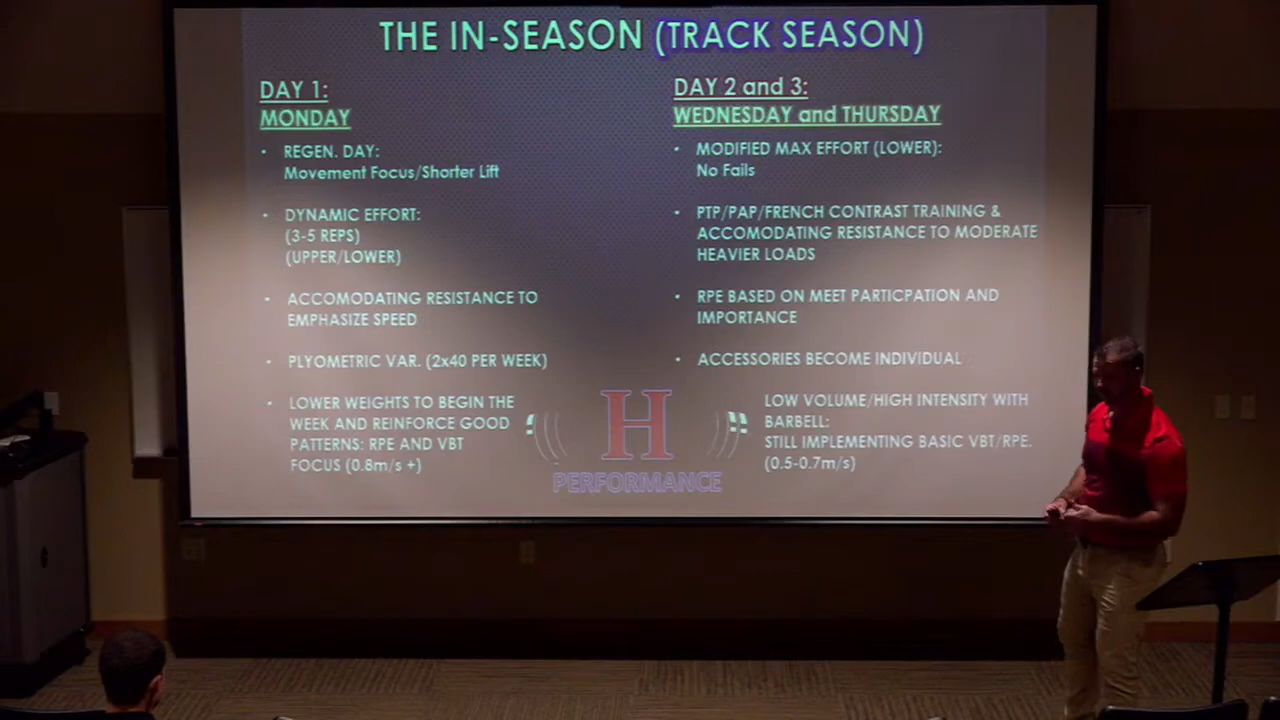 THE IN-SEASON (TRACK SEASON)
DAY 1:
MONDAY
• REGEN. DAY:
Movement Focus/Shorter Lift
• DYNAMIC EFFORT:
(3-5 REPS)
(UPPER/LOWER)
• ACCOMODATING RESISTANCE TO
EMPHASIZE SPEED
• PLYOMETRIC VAR. (2x40 PER WEEK)
• LOWER WEIGHTS TO BEGIN THE
WEEK AND REINFORCE GOOD
PATTERNS: RPE AND VBT
FOCUS (0.8m/s +)
DAY 2 and 3:
WEDNESDAY and THURSDAY
• MODIFIED MAX EFFORT (LOWER):
No Fails
• PTP/PAP/FRENCH CONTRAST TRAINING &
ACCOMODATING RESISTANCE TO MODERATE
HEAVIER LOADS
• RPE BASED ON MEET PARTICPATION AND
IMPORTANCE
• ACCESSORIES BECOME INDIVIDUAL
LOW VOLUME/HIGH INTENSITY WITH
BARBELL:
STILL IMPLEMENTING BASIC VBT/RPE.
(0.5-0.7m/s)
H
PERFORMANCE